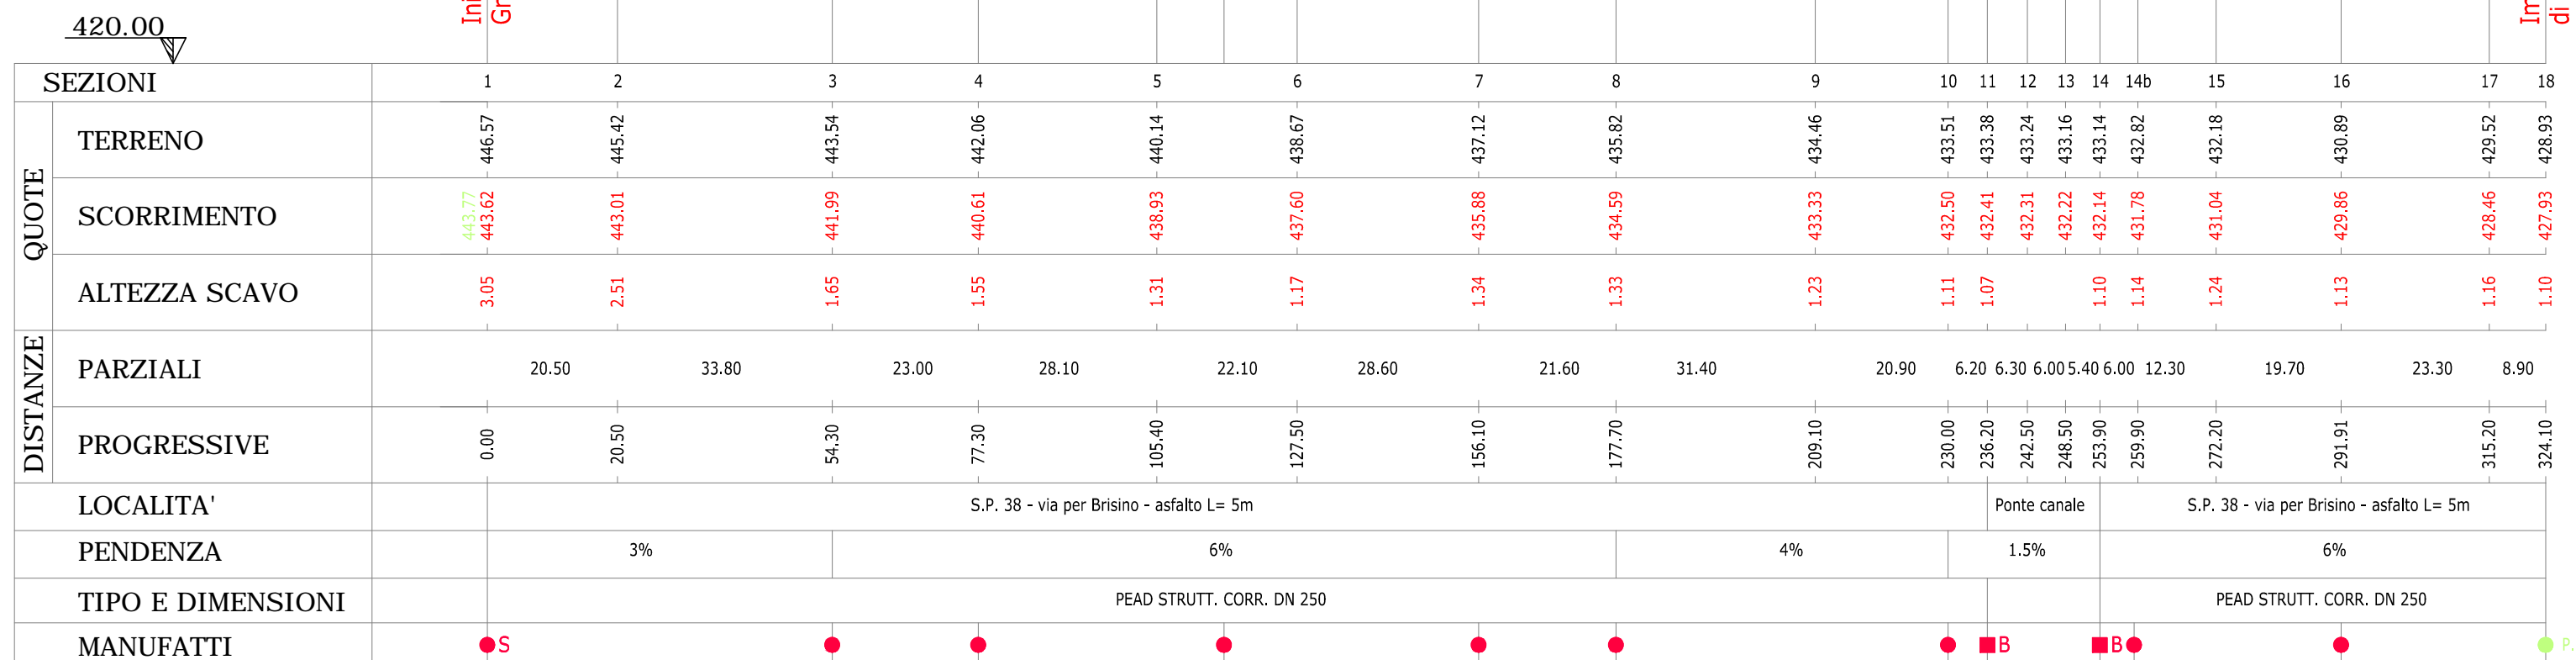 Ini
Gr
Im
di
420.00
SEZIONI 1 2 3 4 5 6 7 8 9 10 11 12 13 14 14b 15 16 17 18
QUOTE
TERRENO 446.57 445.42 443.54 442.06 440.14 438.67 437.12 435.82 434.46 433.51 433.38 433.24 433.16 433.14 432.82 432.18 430.89 429.52 428.93
SCORRIMENTO 443.77 443.62 443.01 441.99 440.61 438.93 437.60 435.88 434.59 433.33 432.50 432.41 432.31 432.22 432.14 431.78 431.04 429.86 428.46 427.93
ALTEZZA SCAVO 3.05 2.51 1.65 1.55 1.31 1.17 1.34 1.33 1.23 1.11 1.07 1.10 1.14 1.24 1.13 1.16 1.10
DISTANZE
PARZIALI 20.50 33.80 23.00 28.10 22.10 28.60 21.60 31.40 20.90 6.20 6.30 6.00 5.40 6.00 12.30 19.70 23.30 8.90
PROGRESSIVE 0.00 20.50 54.30 77.30 105.40 127.50 156.10 177.70 209.10 230.00 236.20 242.50 248.50 253.90 259.90 272.20 291.91 315.20 324.10
LOCALITA' S.P. 38 - via per Brisino - asfalto L= 5m Ponte canale S.P. 38 - via per Brisino - asfalto L= 5m
PENDENZA 3% 6% 4% 1.5% 6%
TIPO E DIMENSIONI PEAD STRUTT. CORR. DN 250 PEAD STRUTT. CORR. DN 250
MANUFATTI S B B P.